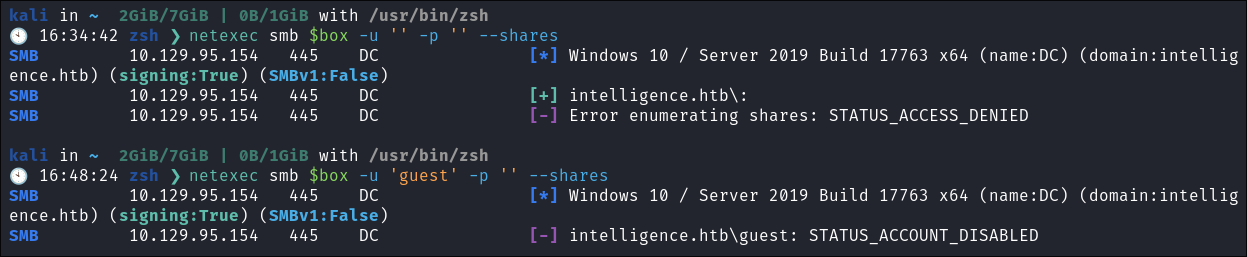 kali in ~  2GiB/7GiB | 0B/1GiB with /usr/bin/zsh
🕙 16:34:42 zsh ❯ netexec smb $box -u '' -p '' --shares
SMB         10.129.95.154   445    DC               [*] Windows 10 / Server 2019 Build 17763 x64 (name:DC) (domain:intellig
ence.htb) (signing:True) (SMBv1:False)
SMB         10.129.95.154   445    DC               [+] intelligence.htb\:
SMB         10.129.95.154   445    DC               [-] Error enumerating shares: STATUS_ACCESS_DENIED
kali in ~  2GiB/7GiB | 0B/1GiB with /usr/bin/zsh
🕙 16:48:24 zsh ❯ netexec smb $box -u 'guest' -p '' --shares
SMB         10.129.95.154   445    DC               [*] Windows 10 / Server 2019 Build 17763 x64 (name:DC) (domain:intellig
ence.htb) (signing:True) (SMBv1:False)
SMB         10.129.95.154   445    DC               [-] intelligence.htb\guest: STATUS_ACCOUNT_DISABLED